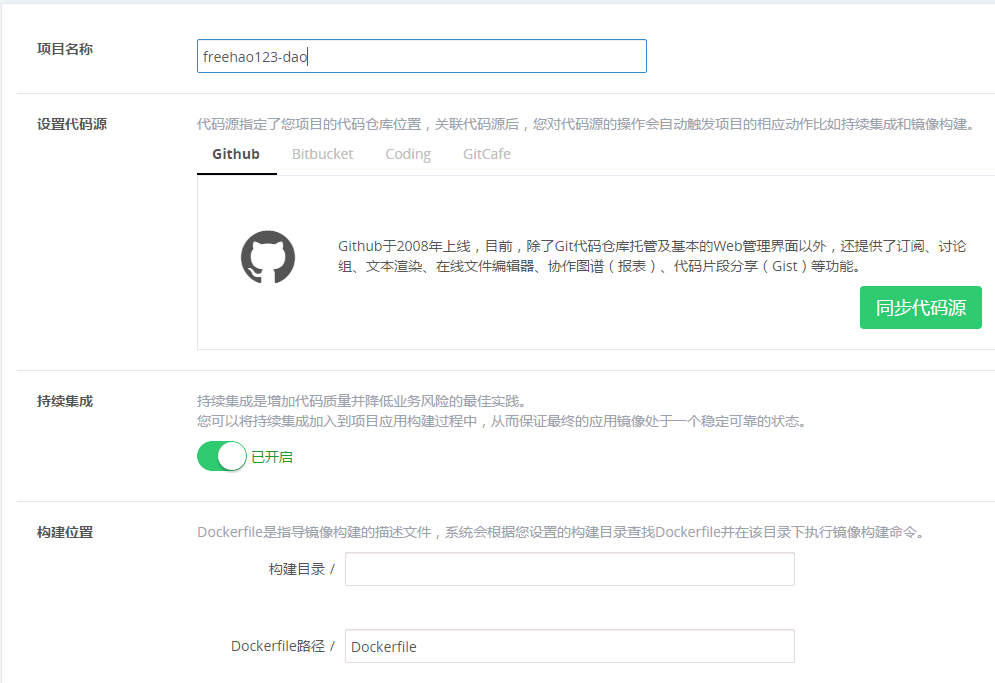 项目名称
freehao123-dao
设置代码源
代码源指定了您项目的代码仓库位置，关联代码源后，您对代码源的操作会自动触发项目的相应动作比如持续集成和镜像构建。
Github Bitbucket Coding GitCafe
Github于2008年上线，目前，除了Git代码仓库托管及基本的Web管理界面以外，还提供了订阅、讨论
组、文本渲染、在线文件编辑器、协作图谱（报表）、代码片段分享（Gist）等功能。
同步代码源
持续集成
持续集成是增加代码质量并降低业务风险的最佳实践。
您可以将持续集成加入到项目应用构建过程中，从而保证最终的应用镜像处于一个稳定可靠的状态。
已开启
构建位置
Dockerfile是指导镜像构建的描述文件，系统会根据您设置的构建目录查找Dockerfile并在该目录下执行镜像构建命令。
构建目录 /
Dockerfile路径 / Dockerfile